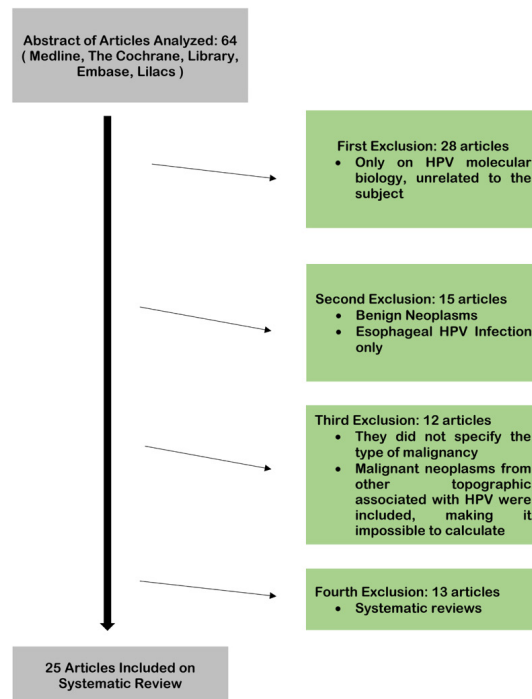 Abstract of Articles Analyzed: 64
( Medline, The Cochrane, Library,
Embase, Lilacs )
First Exclusion: 28 articles
• Only on HPV molecular
biology, unrelated to the
subject
Second Exclusion: 15 articles
• Benign Neoplasms
• Esophageal HPV Infection
only
Third Exclusion: 12 articles
• They did not specify the
type of malignancy
• Malignant neoplasms from
other topographic
associated with HPV were
included, making it
impossible to calculate
Fourth Exclusion: 13 articles
• Systematic reviews
25 Articles Included on
Systematic Review